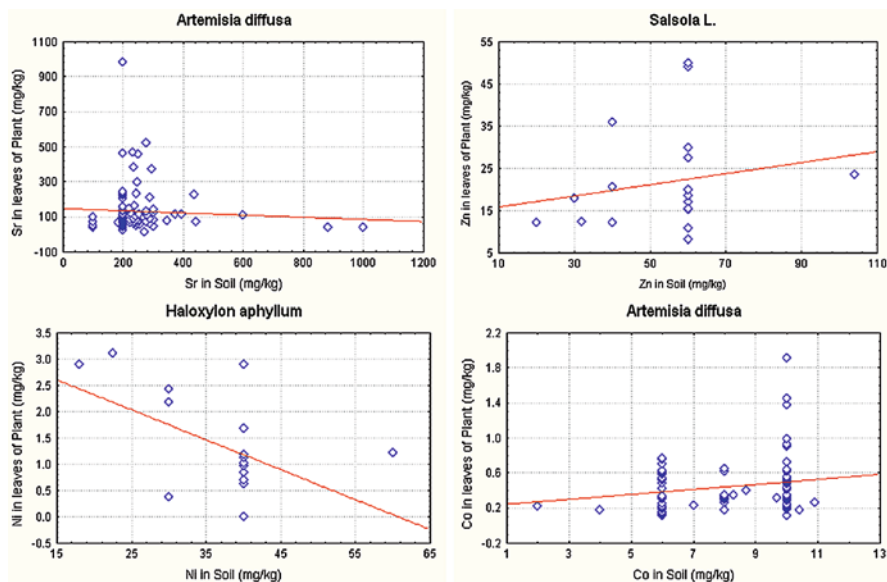 Artemisia diffusa
Sr in leaves of Plant (mg/kg)
1100
900
700
500
300
100
-100
0 200 400 600 800 1000 1200
Sr in Soil (mg/kg)
Salsola L.
Zn in leaves of Plant (mg/kg)
55
45
35
25
15
5
10 30 50 70 90 110
Zn in Soil (mg/kg)
Haloxylon aphyllum
Ni in leaves of Plant (mg/kg)
3.5
3.0
2.5
2.0
1.5
1.0
0.5
0.0
-0.5
15 25 35 45 55 65
Ni in Soil (mg/kg)
Artemisia diffusa
Co in leaves of Plant (mg/kg)
2.2
1.8
1.4
1.0
0.6
0.2
-0.2
1 3 5 7 9 11 13
Co in Soil (mg/kg)